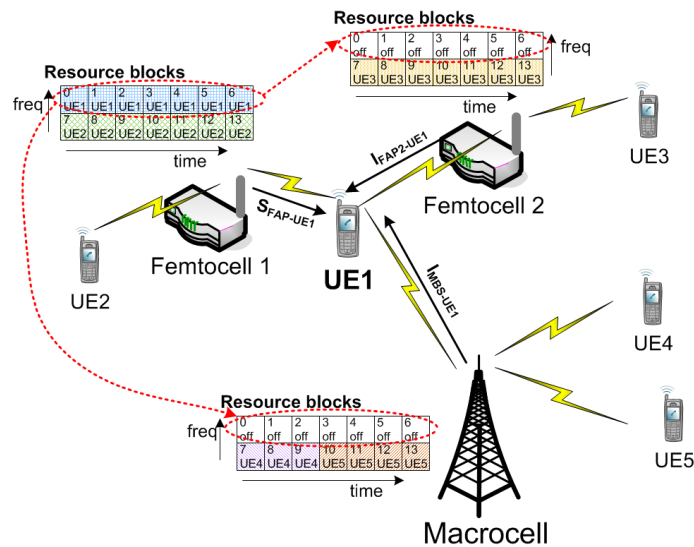 Resource blocks
0 1 2 3 4 5 6
off off off off off off off
freq
7 8 9 10 11 12 13
UE3 UE3 UE3 UE3 UE3 UE3 UE3
time
Resource blocks
freq
0 1 2 3 4 5 6
UE1 UE1 UE1 UE1 UE1 UE1 UE1
7 8 9 10 11 12 13
UE2 UE2 UE2 UE2 UE2 UE2 UE2
time
UE3
IFAP2-UE1
Femtocell 2
SFAP-UE1
Femtocell 1
UE1
UE2
IMBS-UE1
UE4
Resource blocks
freq
0 1 2 3 4 5 6
off off off off off off off
7 8 9 10 11 12 13
UE4 UE4 UE4 UE5 UE5 UE5 UE5
time
UE5
Macrocell